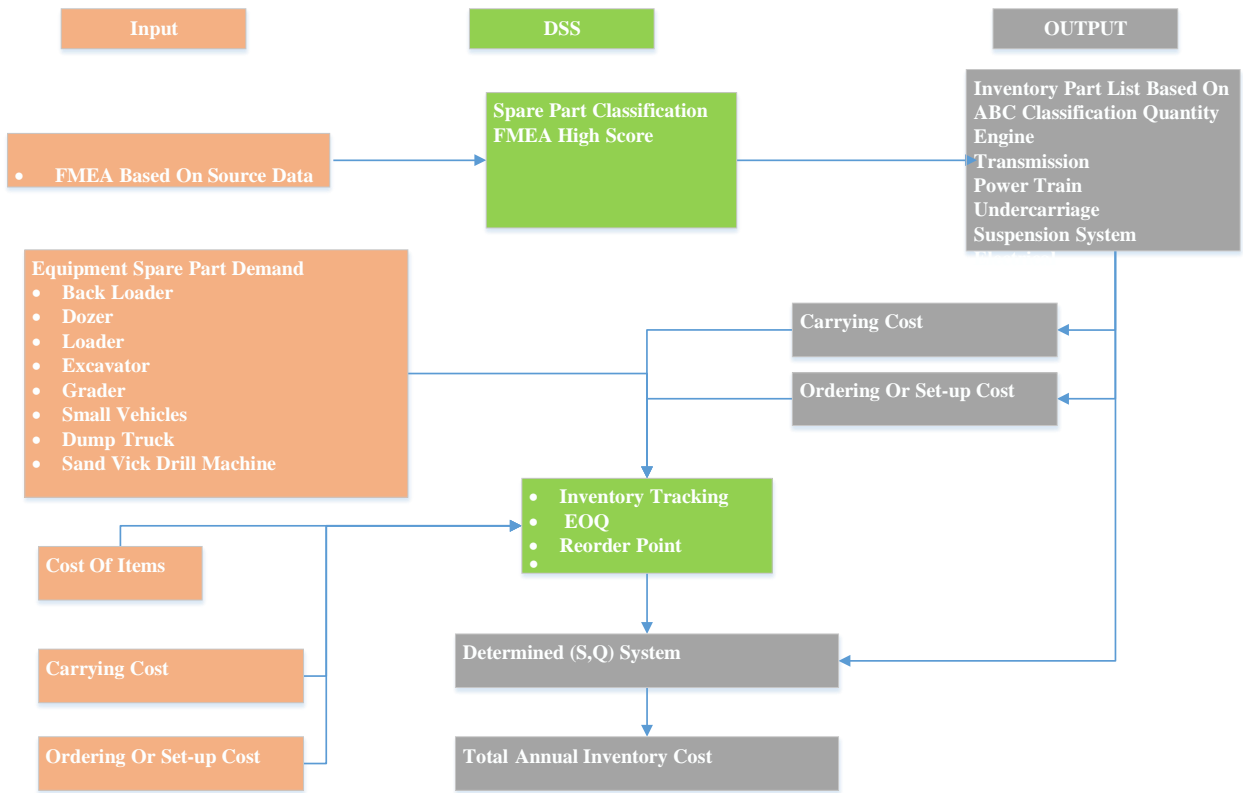 Input
DSS
OUTPUT
• FMEA Based On Source Data
Spare Part Classification
FMEA High Score
Inventory Part List Based On
ABC Classification Quantity
Engine
Transmission
Power Train
Undercarriage
Suspension System
Equipment Spare Part Demand
• Back Loader
• Dozer
• Loader
• Excavator
• Grader
• Small Vehicles
• Dump Truck
• Sand Vick Drill Machine
Carrying Cost
Ordering Or Set-up Cost
• Inventory Tracking
• EOQ
• Reorder Point
•
Cost Of Items
Carrying Cost
Ordering Or Set-up Cost
Determined (S,Q) System
Total Annual Inventory Cost